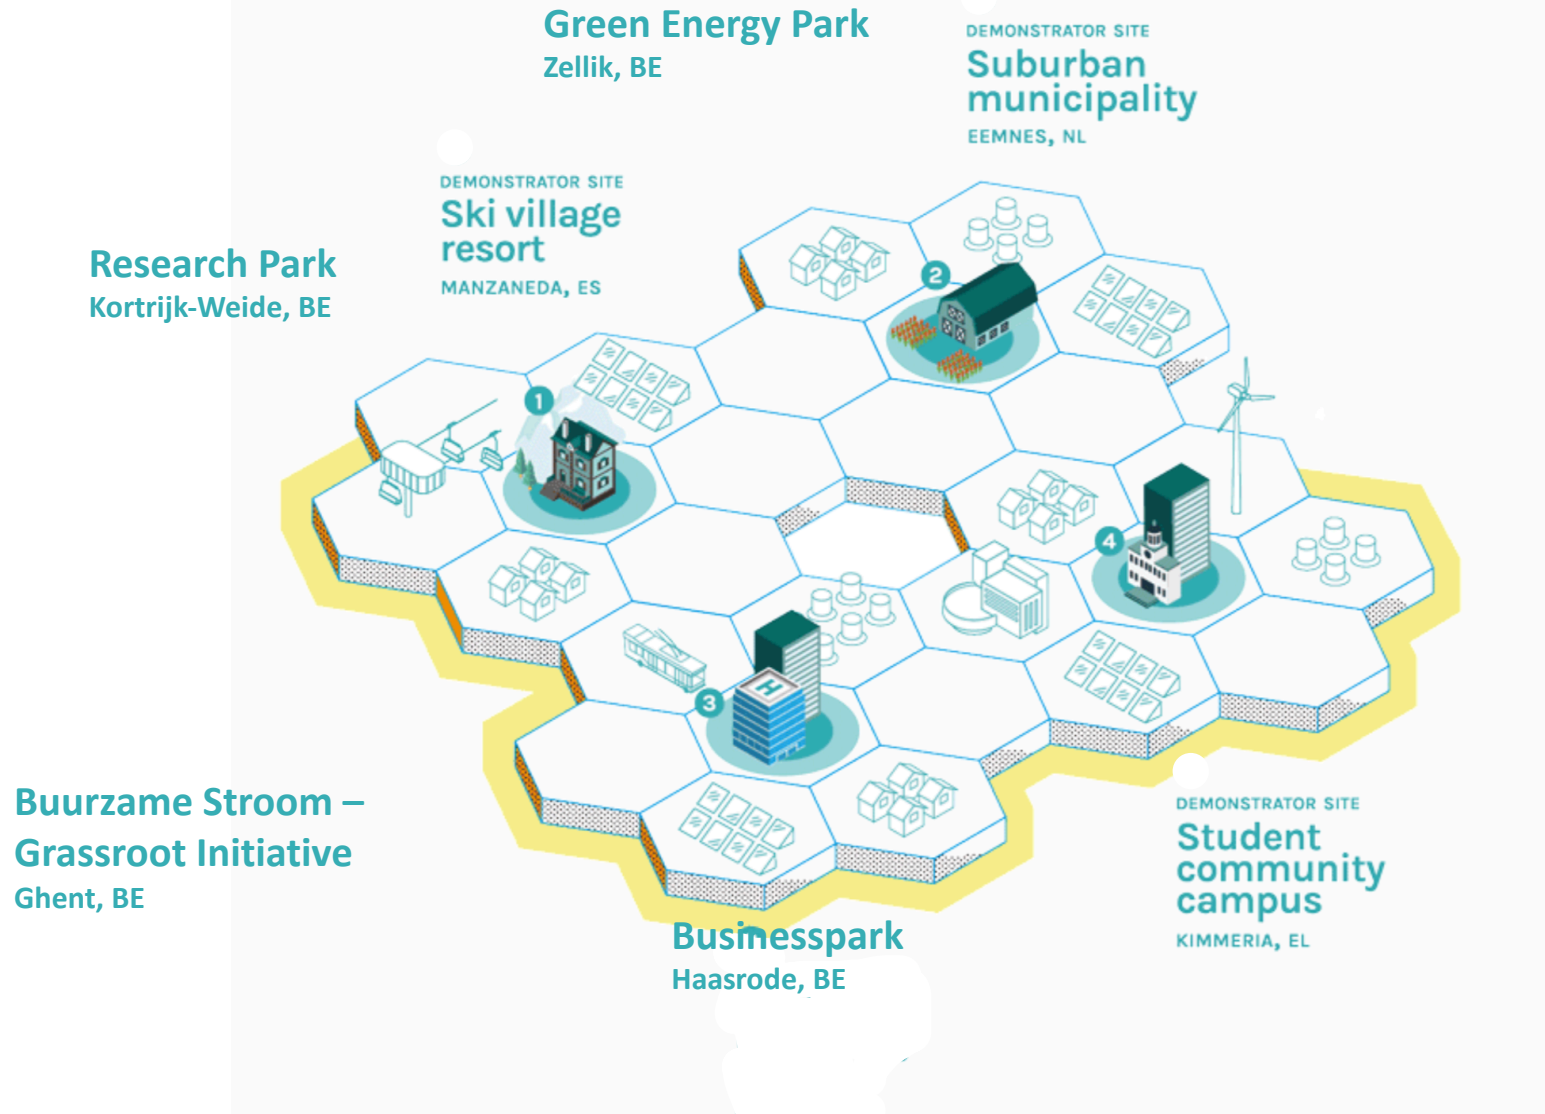 Green Energy Park
Zellik, BE
DEMONSTRATOR SITE
Suburban
municipality
EEMNES, NL
DEMONSTRATOR SITE
Ski village
resort
MANZANEDA, ES
Research Park
Kortrijk-Weide, BE
2
1
4
3
H
Buurzame Stroom –
Grassroot Initiative
Ghent, BE
DEMONSTRATOR SITE
Student
community
campus
KIMMERIA, EL
Businesspark
Haasrode, BE